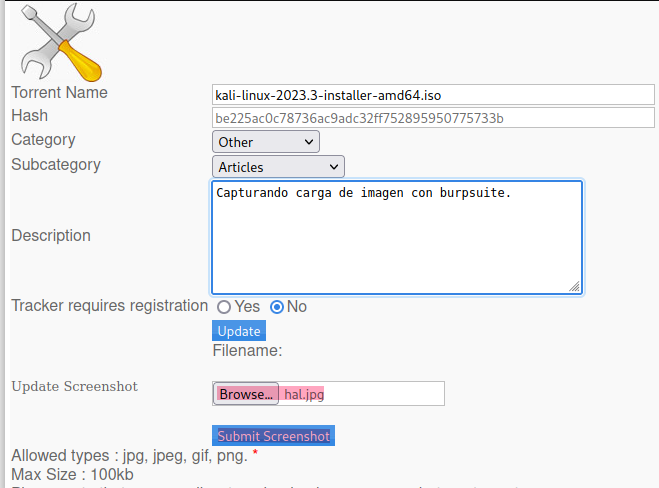 Torrent Name kali-linux-2023.3-installer-amd64.iso
Hash be225ac0c78736ac9adc32ff752895950775733b
Category Other
Subcategory Articles
Capturando carga de imagen con burpsuite.
Description
Tracker requires registration Yes No
Update
Filename:
Update Screenshot Browse... hal.jpg
Submit Screenshot
Allowed types : jpg, jpeg, gif, png. *
Max Size : 100kb